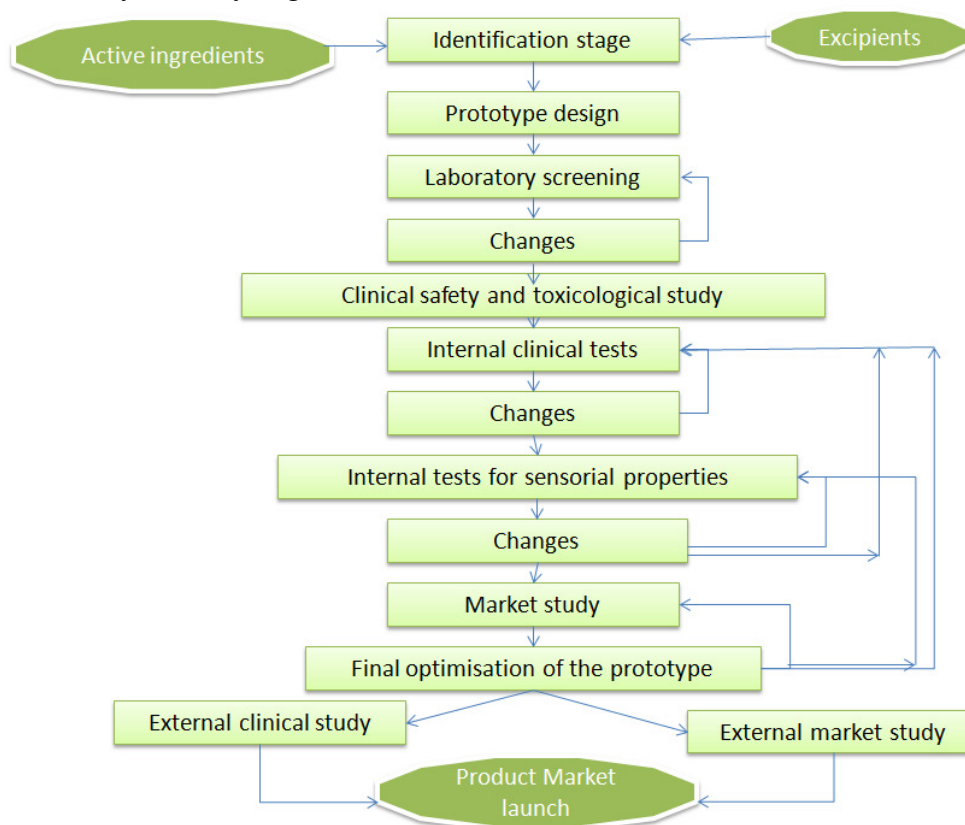 Active ingredients
Identification stage
Excipients
Prototype design
Laboratory screening
Changes
Clinical safety and toxicological study
Internal clinical tests
Changes
Internal tests for sensorial properties
Changes
Market study
Final optimisation of the prototype
External clinical study
External market study
Product Market
launch